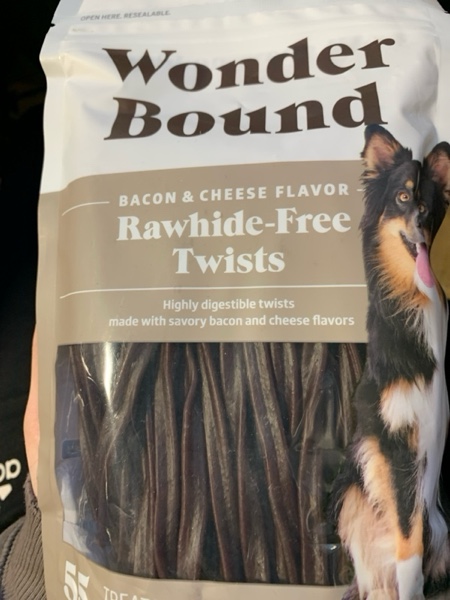 OPEN HERE. RESEALABLE.
Wonder
Bound
BACON & CHEESE FLAVOR
Rawhide-Free
Twists
Highly digestible twists
made with savory bacon and cheese flavors
55